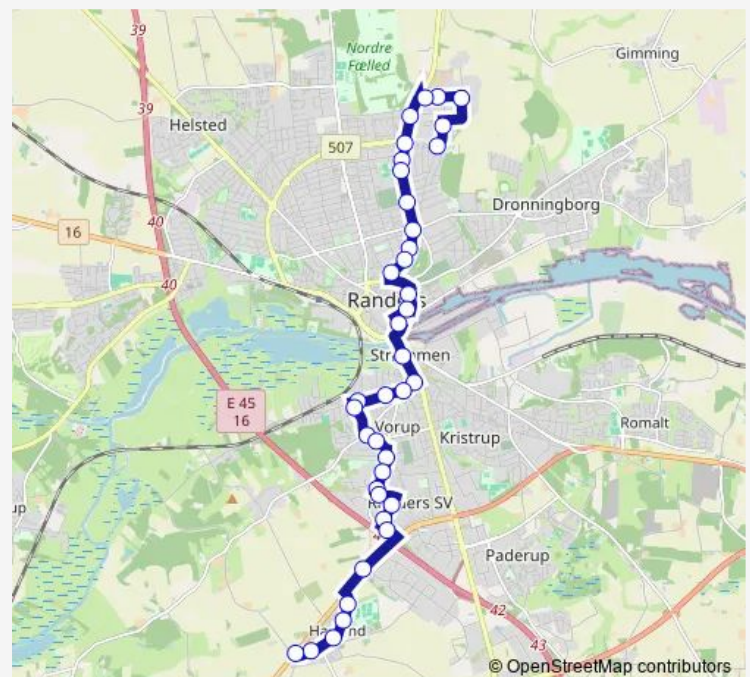 39
Nordre
Fælled
Gimming
39
Helsted
507
Dronningborg
40
16
40
Strømmen
E 45
16
Vorup
Kristrup
Romalt
Paderup
42
43
© OpenStreetMap contributors